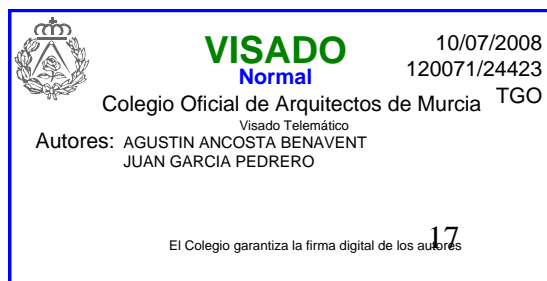 VISADO
Normal
10/07/2008
120071/24423
TGO
Colegio Oficial de Arquitectos de Murcia
Visado Telemático
Autores: AGUSTIN ANCOSTA BENAVENT
JUAN GARCIA PEDRERO
17
El Colegio garantiza la firma digital de los autores